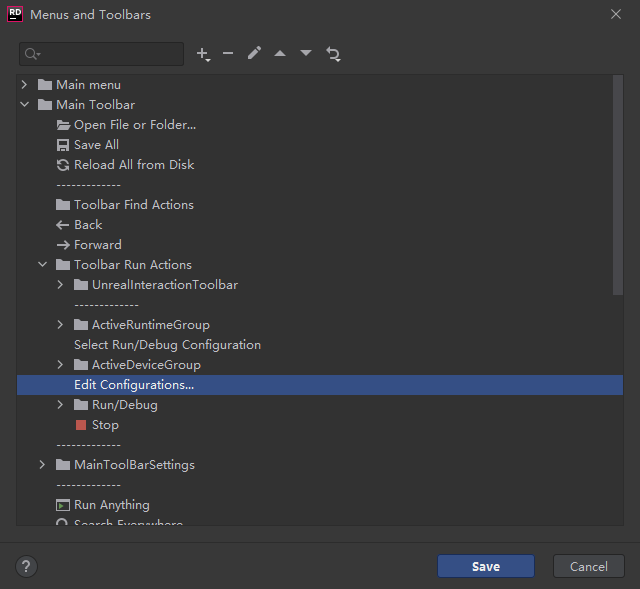 RD Menus and Toolbars
Main menu
Main Toolbar
Open File or Folder...
Save All
Reload All from Disk
-------------
Toolbar Find Actions
Back
Forward
Toolbar Run Actions
UnrealInteractionToolbar
-------------
ActiveRuntimeGroup
Select Run/Debug Configuration
ActiveDeviceGroup
Edit Configurations...
Run/Debug
Stop
-------------
MainToolBarSettings
-------------
Run Anything
Search Everywhere
? Save Cancel